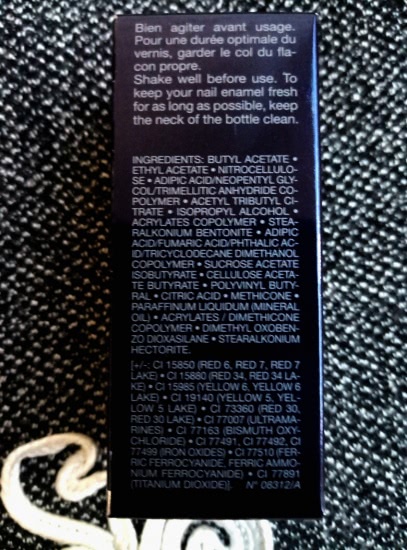 Bien agiter avant usage.
Pour une durée optimale du
vernis, garder le col du fla-
con propre.
Shake well before use. To
keep your nail enamel fresh
for as long as possible, keep
the neck of the bottle clean.
INGREDIENTS: BUTYL ACETATE •
ETHYL ACETATE • NITROCELLULO-
SE • ADIPIC ACID/NEOPENTYL GLY-
COL/TRIMELLITIC ANHYDRIDE CO-
POLYMER • ACETYL TRIBUTYL CI-
TRATE • ISOPROPYL ALCOHOL •
ACRYLATES COPOLYMER • STEA-
RALKONIUM BENTONITE • ADIPIC
ACID/FUMARIC ACID/PHTHALIC AC-
ID/TRICYCLODECANE DIMETHANOL
COPOLYMER • SUCROSE ACETATE
ISOBUTYRATE • CELLULOSE ACETA-
TE BUTYRATE • POLYVINYL BUTY-
RAL • CITRIC ACID • METHICONE •
PARAFFINUM LIQUIDUM (MINERAL
OIL) • ACRYLATES / DIMETHICONE
COPOLYMER • DIMETHYL OXOBEN-
ZO DIOXASILANE • STEARALKONIUM
HECTORITE.
[+/-: CI 15850 (RED 6, RED 7, RED 7
LAKE) • CI 15880 (RED 34, RED 34 LA-
KE) • CI 15985 (YELLOW 6, YELLOW 6
LAKE) • CI 19140 (YELLOW 5, YEL-
LOW 5 LAKE) • CI 73360 (RED 30,
RED 30 LAKE) • CI 77007 (ULTRAMA-
RINES) • CI 77163 (BISMUTH OXY-
CHLORIDE) • CI 77491, CI 77492, CI
77499 (IRON OXIDES) • CI 77510 (FER-
RIC FERROCYANIDE, FERRIC AMMO-
NIUM FERROCYANIDE) • CI 77891
(TITANIUM DIOXIDE)]. N° 08312/A